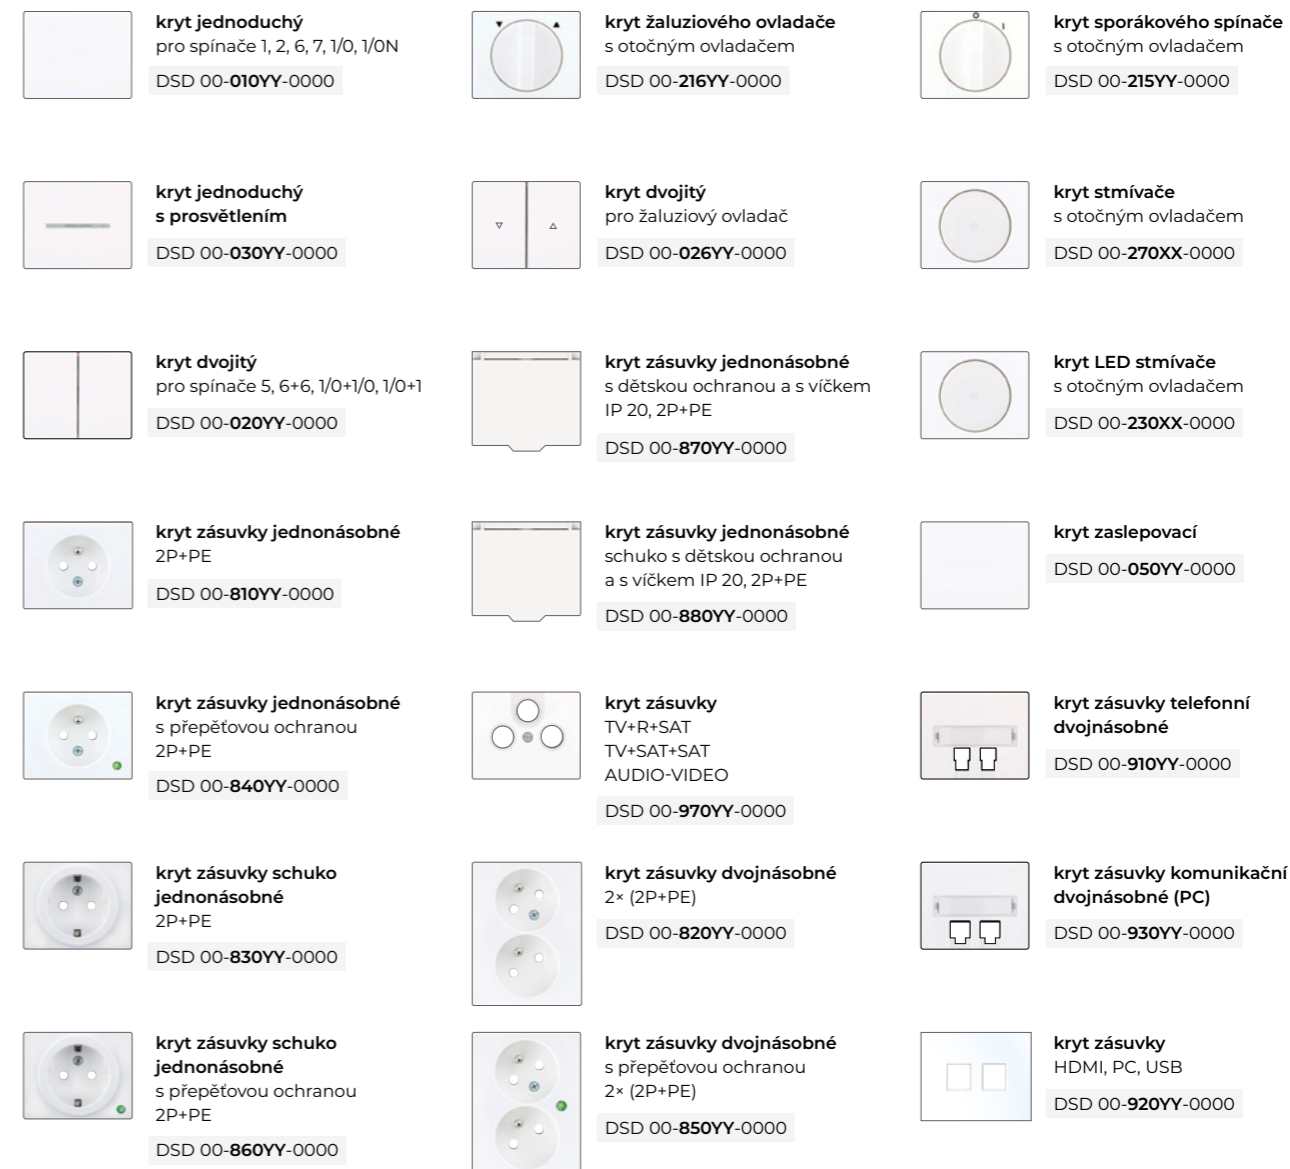 kryt jednoduchý
pro spínače 1, 2, 6, 7, 1/0, 1/0N
DSD 00-010YY-0000
kryt žaluziového ovladače
s otočným ovladačem
DSD 00-216YY-0000
kryt sporákového spínače
s otočným ovladačem
DSD 00-215YY-0000
kryt jednoduchý
s prosvětlením
DSD 00-030YY-0000
kryt dvojitý
pro žaluziový ovladač
DSD 00-026YY-0000
kryt stmívače
s otočným ovladačem
DSD 00-270XX-0000
kryt dvojitý
pro spínače 5, 6+6, 1/0+1/0, 1/0+1
DSD 00-020YY-0000
kryt zásuvky jednonásobné
s dětskou ochranou a s víčkem
IP 20, 2P+PE
DSD 00-870YY-0000
kryt LED stmívače
s otočným ovladačem
DSD 00-230XX-0000
kryt zásuvky jednonásobné
2P+PE
DSD 00-810YY-0000
kryt zásuvky jednonásobné
schuko s dětskou ochranou
a s víčkem IP 20, 2P+PE
DSD 00-880YY-0000
kryt zaslepovací
DSD 00-050YY-0000
kryt zásuvky jednonásobné
s přepěťovou ochranou
2P+PE
DSD 00-840YY-0000
kryt zásuvky
TV+R+SAT
TV+SAT+SAT
AUDIO-VIDEO
DSD 00-970YY-0000
kryt zásuvky telefonní
dvojnásobné
DSD 00-910YY-0000
kryt zásuvky schuko
jednonásobné
2P+PE
DSD 00-830YY-0000
kryt zásuvky dvojnásobné
2× (2P+PE)
DSD 00-820YY-0000
kryt zásuvky komunikační
dvojnásobné (PC)
DSD 00-930YY-0000
kryt zásuvky schuko
jednonásobné
s přepěťovou ochranou
2P+PE
DSD 00-860YY-0000
kryt zásuvky dvojnásobné
s přepěťovou ochranou
2× (2P+PE)
DSD 00-850YY-0000
kryt zásuvky
HDMI, PC, USB
DSD 00-920YY-0000